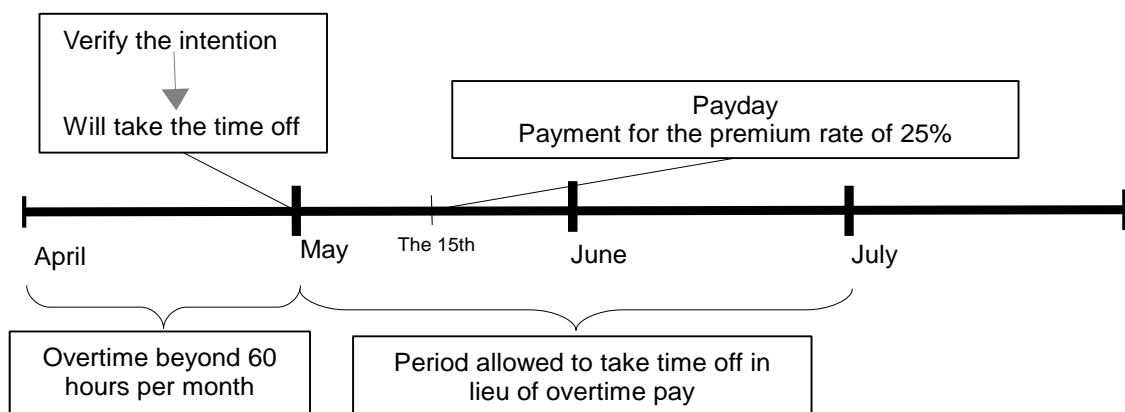 Verify the intention
Will take the time off
Payday
Payment for the premium rate of 25%
April
May
The 15th
June
July
Overtime beyond 60
hours per month
Period allowed to take time off in
lieu of overtime pay